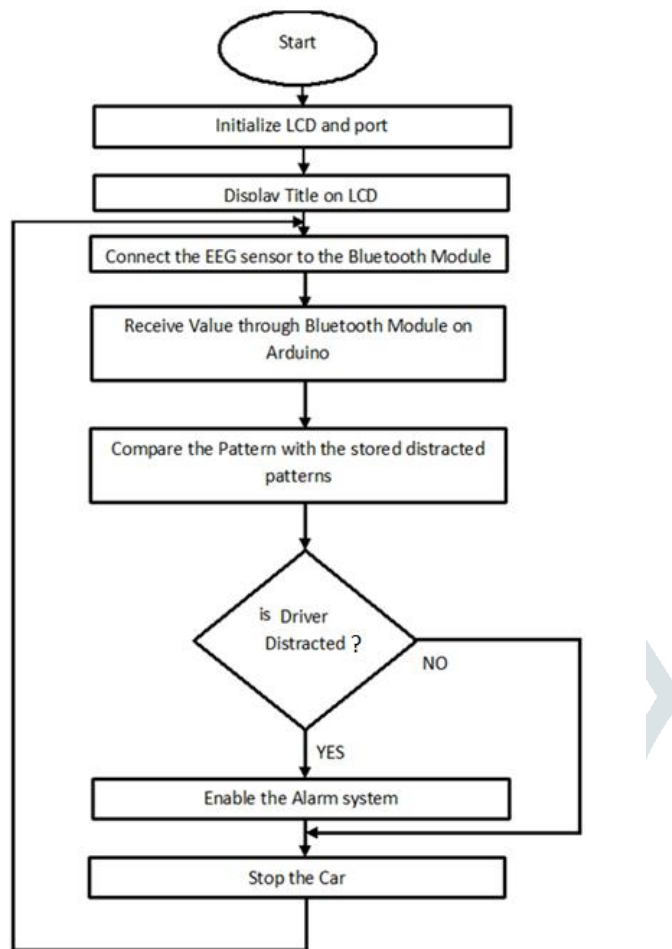 Start
Initialize LCD and port
Display Title on LCD
Connect the EEG sensor to the Bluetooth Module
Receive Value through Bluetooth Module on
Arduino
Compare the Pattern with the stored distracted
patterns
is Driver
Distracted ?
NO
YES
Enable the Alarm system
Stop the Car